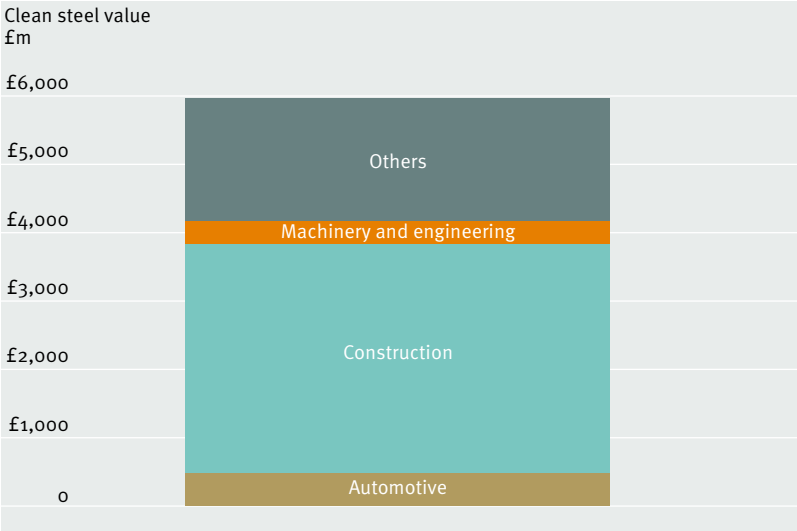 Clean steel value
£m
£6,000
£5,000
£4,000
£3,000
£2,000
£1,000
0
Others
Machinery and engineering
Construction
Automotive